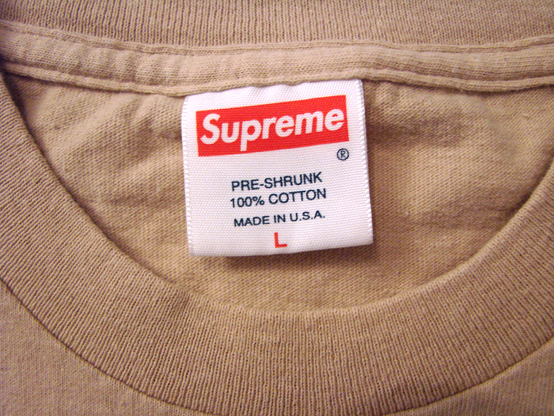 Supreme
®
PRE-SHRUNK
100% COTTON
MADE IN U.S.A.
L